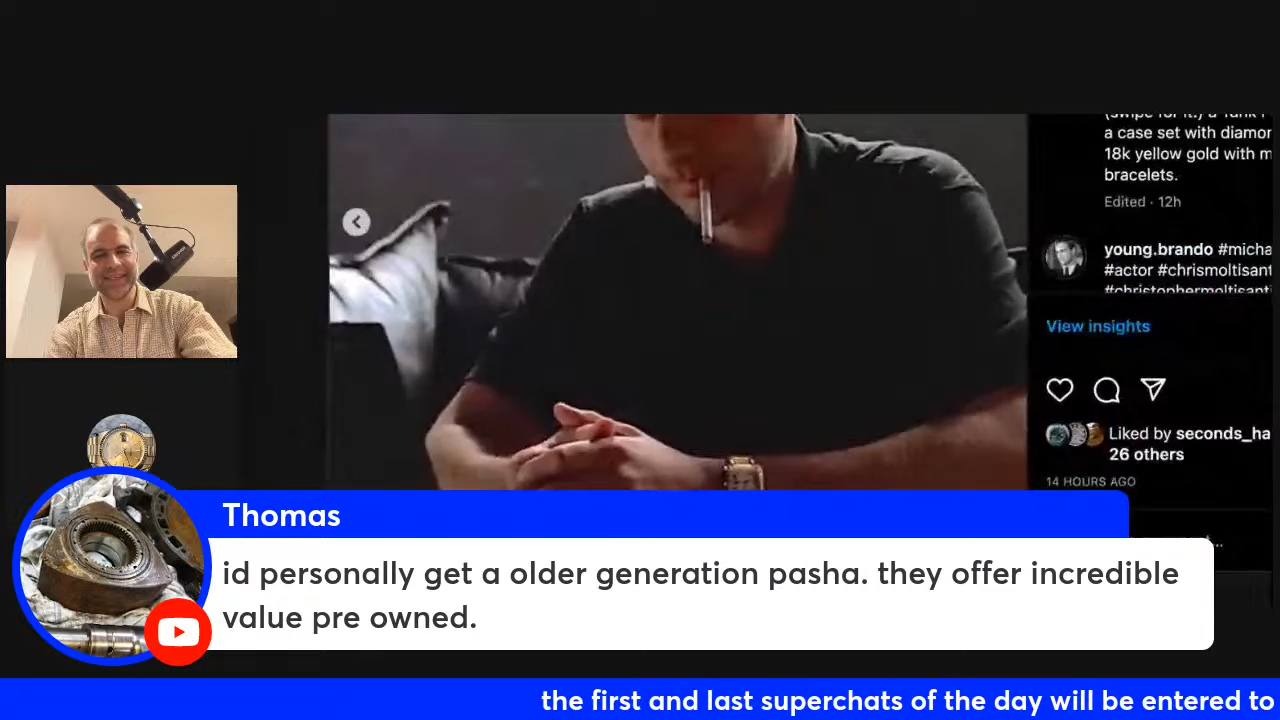 a case set with
18k yellow gold with
bracelets.
Edited · 12h
young.brando
#actor
View insights
Liked by
26 others
14 HOURS AGO
Thomas
id personally get a older generation pasha. they offer incredible
value pre owned.
the first and last superchats of the day will be entered to